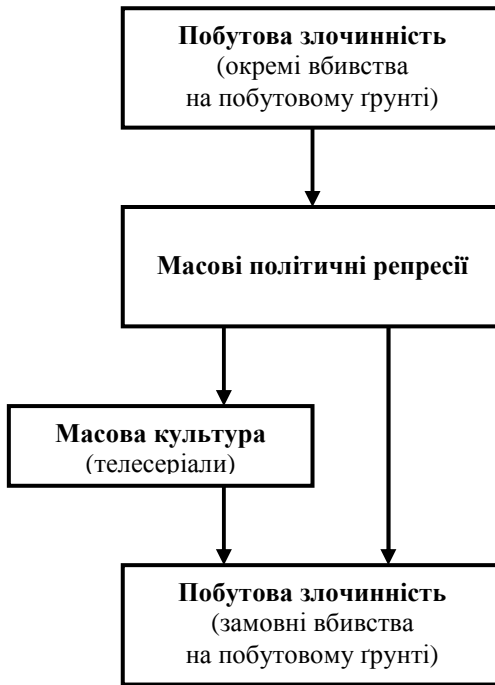 Побутова злочинність
(окремі вбивства
на побутовому ґрунті)
Масові політичні репресії
Масова культура
(телесеріали)
Побутова злочинність
(замовні вбивства
на побутовому ґрунті)